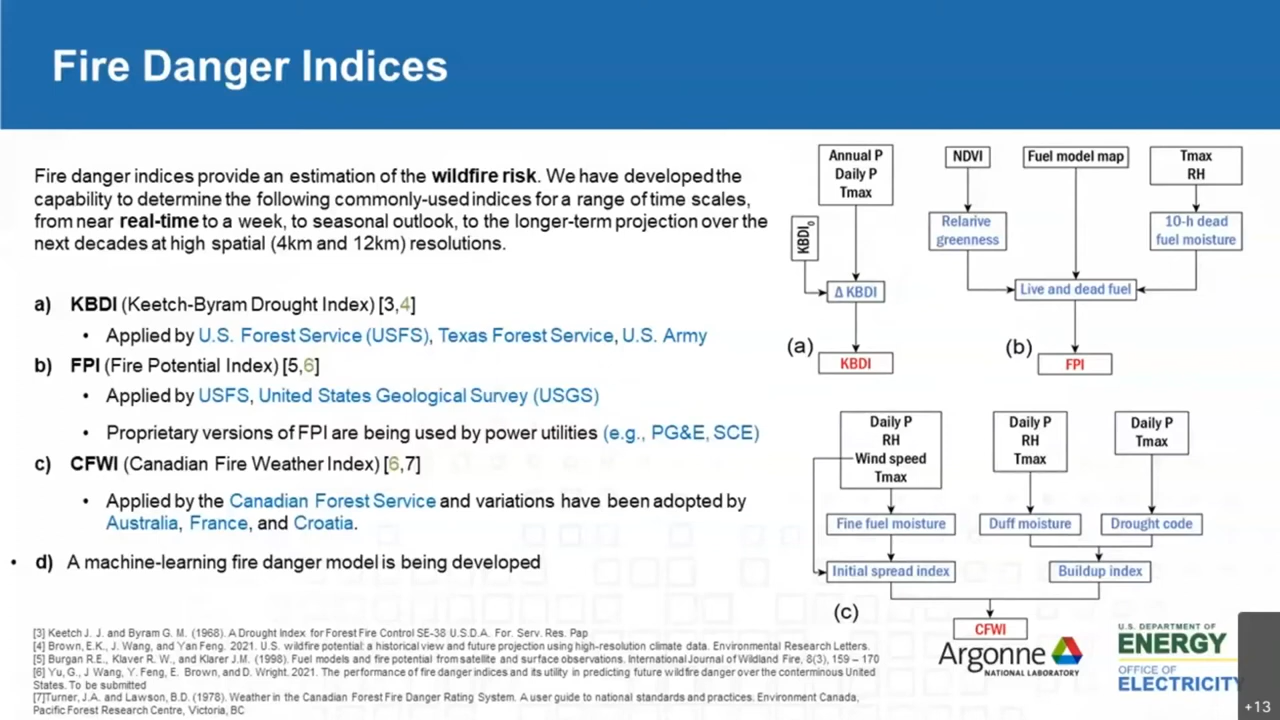 Fire Danger Indices
Fire danger indices provide an estimation of the wildfire risk. We have developed the
capability to determine the following commonly-used indices for a range of time scales,
from near real-time to a week, to seasonal outlook, to the longer-term projection over the
next decades at high spatial (4km and 12km) resolutions.
a) KBDI (Keetch-Byram Drought Index) [3,4]
• Applied by U.S. Forest Service (USFS), Texas Forest Service, U.S. Army
b) FPI (Fire Potential Index) [5,6]
• Applied by USFS, United States Geological Survey (USGS)
• Proprietary versions of FPI are being used by power utilities (e.g., PG&E, SCE)
c) CFWI (Canadian Fire Weather Index) [6,7]
• Applied by the Canadian Forest Service and variations have been adopted by
Australia, France, and Croatia.
• d) A machine-learning fire danger model is being developed
Annual P
Daily P
Tmax
KBDI0
Δ KBDI
(a)
KBDI
NDVI
Fuel model map
Tmax
RH
Relarive
greenness
10-h dead
fuel moisture
Live and dead fuel
(b)
FPI
Daily P
RH
Wind speed
Tmax
Daily P
RH
Tmax
Daily P
Tmax
Fine fuel moisture
Duff moisture
Drought code
Initial spread index
Buildup index
(c)
CFWI
[3] Keetch J. J. and Byram G. M. (1968). A Drought Index for Forest Fire Control SE-38 U.S.D.A. For. Serv. Res. Pap
[4] Brown, E.K., J. Wang, and Yan Feng. 2021. U.S. wildfire potential: a historical view and future projection using high-resolution climate data. Environmental Research Letters.
[5] Burgan R.E., Klaver R. W., and Klarer J.M. (1998). Fuel models and fire potential from satellite and surface observations. International Journal of Wildland Fire, 8(3), 159 – 170
[6] Yu, G., J Wang, Y. Feng, E. Brown, and D. Wright. 2021. The performance of fire danger indices and its utility in predicting future wildfire danger over the conterminous United
States. To be submitted
[7]Turner, J.A. and Lawson, B.D. (1978). Weather in the Canadian Forest Fire Danger Rating System. A user guide to national standards and practices. Environment Canada,
Pacific Forest Research Centre, Victoria, BC
Argonne
NATIONAL LABORATORY
U.S. DEPARTMENT OF
ENERGY
OFFICE OF
ELECTRICITY
+13